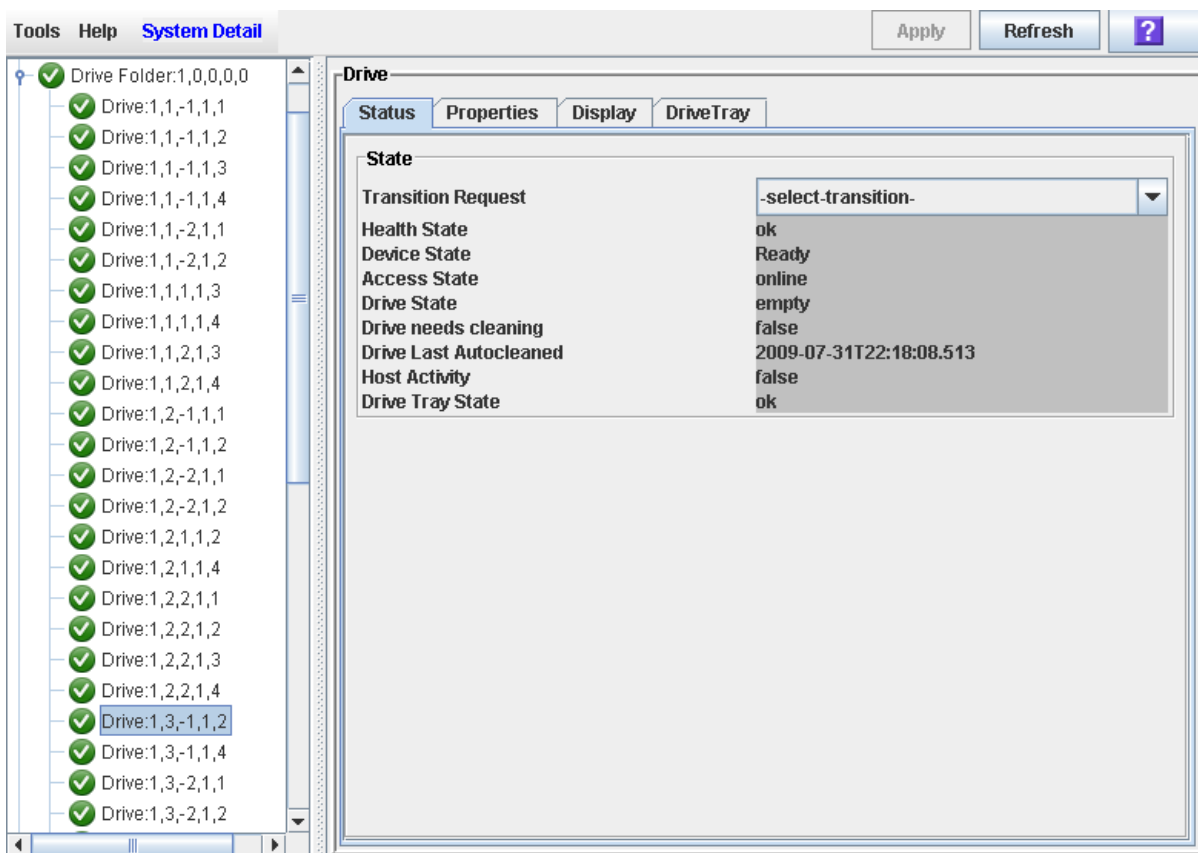 Tools Help System Detail
Apply Refresh ?
Drive Folder:1,0,0,0,0
Drive:1,1,-1,1,1
Drive:1,1,-1,1,2
Drive:1,1,-1,1,3
Drive:1,1,-1,1,4
Drive:1,1,-2,1,1
Drive:1,1,-2,1,2
Drive:1,1,1,1,3
Drive:1,1,1,1,4
Drive:1,1,2,1,3
Drive:1,1,2,1,4
Drive:1,2,-1,1,1
Drive:1,2,-1,1,2
Drive:1,2,-2,1,1
Drive:1,2,-2,1,2
Drive:1,2,1,1,2
Drive:1,2,1,1,4
Drive:1,2,2,1,1
Drive:1,2,2,1,2
Drive:1,2,2,1,3
Drive:1,2,2,1,4
Drive:1,3,-1,1,2
Drive:1,3,-1,1,4
Drive:1,3,-2,1,1
Drive:1,3,-2,1,2
Drive
Status Properties Display DriveTray
State
Transition Request -select-transition-
Health State ok
Device State Ready
Access State online
Drive State empty
Drive needs cleaning false
Drive Last Autocleaned 2009-07-31T22:18:08.513
Host Activity false
Drive Tray State ok